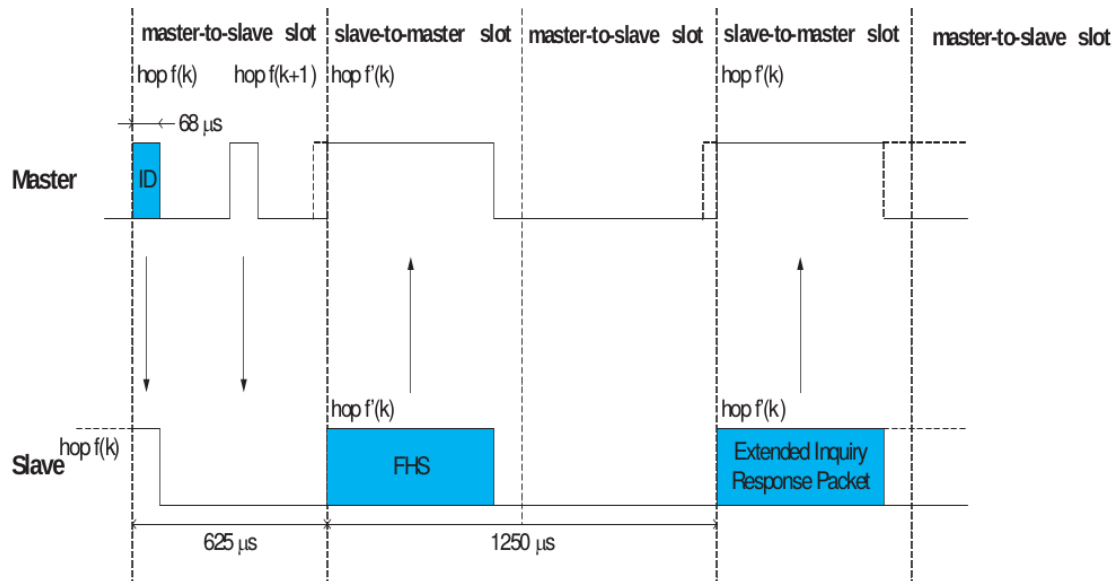 master-to-slave slot slave-to-master slot master-to-slave slot slave-to-master slot master-to-slave slot
hop f(k) hop f(k+1) hop f'(k) hop f'(k)
68 μs
Master
ID
hop f'(k) hop f'(k)
hop f(k)
Slave
FHS
Extended Inquiry
Response Packet
625 μs 1250 μs